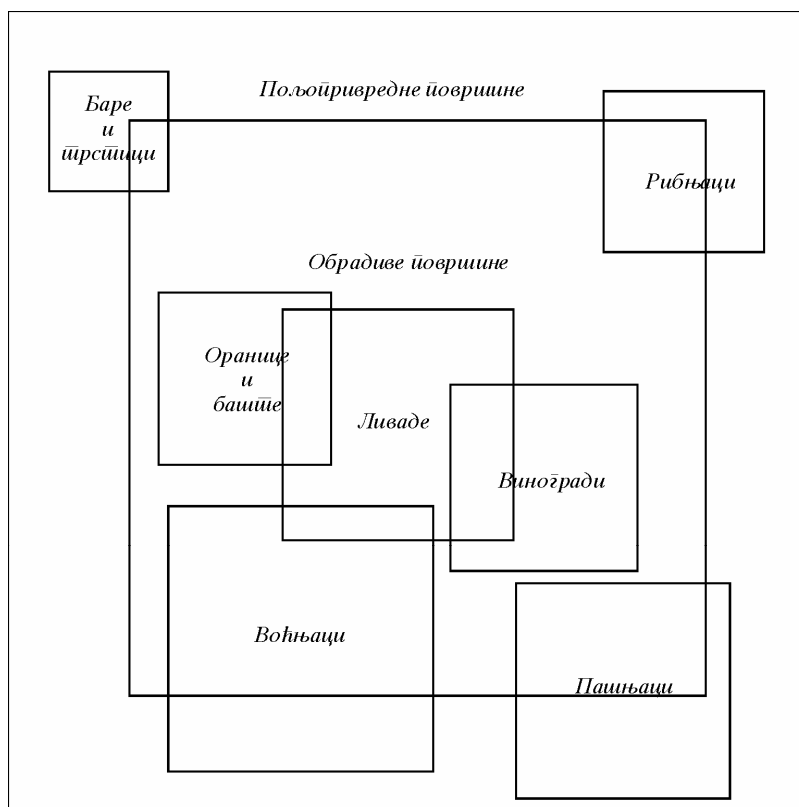 Пољопривредне површине
Баре
и
трстици
Рибњаци
Обрадиве површине
Оранице
и
баште
Ливаде
Виногради
Воћњаци
Пашњаци